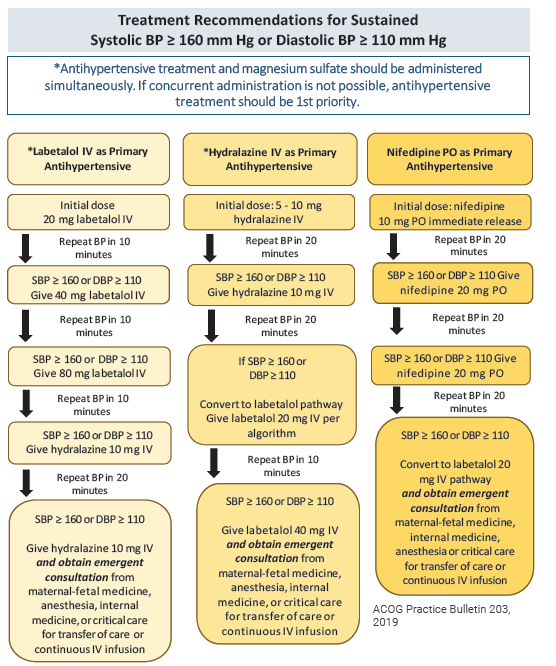 Treatment Recommendations for Sustained
Systolic BP ≥ 160 mm Hg or Diastolic BP ≥ 110 mm Hg
*Antihypertensive treatment and magnesium sulfate should be administered
simultaneously. If concurrent administration is not possible, antihypertensive
treatment should be 1st priority.
*Labetalol IV as Primary
Antihypertensive
Initial dose
20 mg labetalol IV
Repeat BP in 10
minutes
SBP ≥ 160 or DBP ≥ 110
Give 40 mg labetalol IV
Repeat BP in 10
minutes
SBP ≥ 160 or DBP ≥ 110
Give 80 mg labetalol IV
Repeat BP in 10
minutes
SBP ≥ 160 or DBP ≥ 110
Give hydralazine 10 mg IV
Repeat BP in 20
minutes
SBP ≥ 160 or DBP ≥ 110
Give hydralazine 10 mg IV
and obtain emergent
consultation from
maternal-fetal medicine,
anesthesia, internal
medicine, or critical care
for transfer of care or
continuous IV infusion
*Hydralazine IV as Primary
Antihypertensive
Initial dose: 5 - 10 mg
hydralazine IV
Repeat BP in 20
minutes
SBP ≥ 160 or DBP ≥ 110
Give hydralazine 10 mg IV
Repeat BP in 20
minutes
If SBP ≥ 160 or
DBP ≥ 110
Convert to labetalol pathway
Give labetalol 20 mg IV per
algorithm
Repeat BP in 10
minutes
SBP ≥ 160 or DBP ≥ 110
Give labetalol 40 mg IV
and obtain emergent
consultation from
maternal-fetal medicine,
anesthesia, internal
medicine, or critical care
for transfer of care or
continuous IV infusion
Nifedipine PO as Primary
Antihypertensive
Initial dose: nifedipine
10 mg PO immediate release
Repeat BP in 20
minutes
SBP ≥ 160 or DBP ≥ 110 Give
nifedipine 20 mg PO
Repeat BP in 20
minutes
SBP ≥ 160 or DBP ≥ 110 Give
nifedipine 20 mg PO
Repeat BP in 20
minutes
SBP ≥ 160 or DBP ≥ 110
Convert to labetalol 20
mg IV pathway
and obtain emergent
consultation from
maternal-fetal medicine,
internal medicine,
anesthesia or critical care
for transfer of care or
continuous IV infusion
ACOG Practice Bulletin 203,
2019